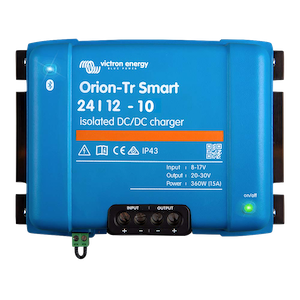 victron energy
BLUE POWER
Orion-Tr Smart
24 | 12 - 10
isolated DC/DC charger
CE IP43
Input : 8-17V
Output : 20-30V
Power : 360W (15A)
on/off
INPUT OUTPUT
+ - - +